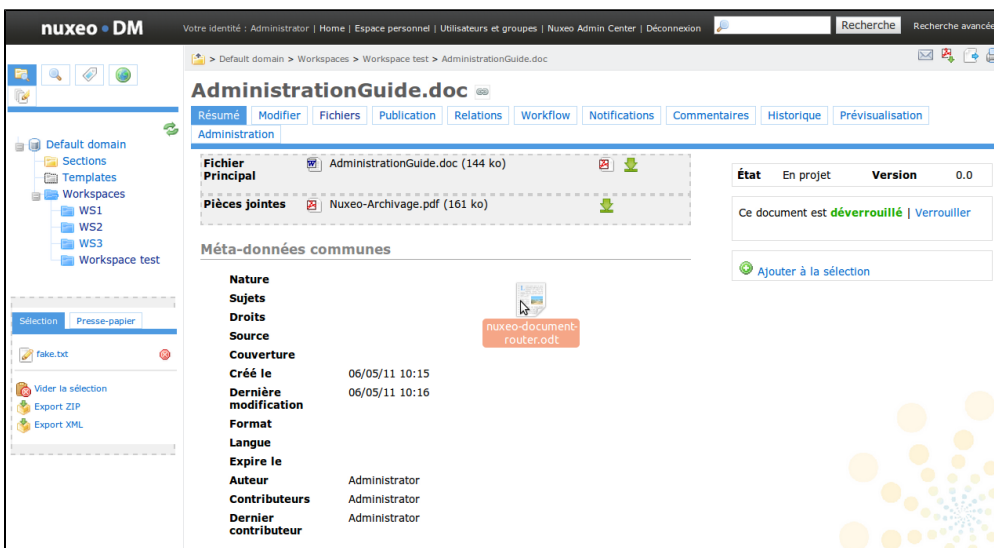 nuxeo DM
Votre identité : Administrator | Home | Espace personnel | Utilisateurs et groupes | Nuxeo Admin Center | Déconnexion
Recherche
Recherche avancée
> Default domain > Workspaces > Workspace test > AdministrationGuide.doc
AdministrationGuide.doc
Résumé Modifier Fichiers Publication Relations Workflow Notifications Commentaires Historique Prévisualisation
Administration
Default domain
Sections
Templates
Workspaces
WS1
WS2
WS3
Workspace test
Sélection Presse-papier
fake.txt
Vider la sélection
Export ZIP
Export XML
Fichier
Principal
AdministrationGuide.doc (144 ko)
Pièces jointes Nuxeo-Archivage.pdf (161 ko)
Méta-données communes
Nature
Sujets
Droits
Source
Couverture
Créé le 06/05/11 10:15
Dernière
modification
06/05/11 10:16
Format
Langue
Expire le
Auteur Administrator
Contributeurs Administrator
Dernier
contributeur
Administrator
nuxeo-document-
router.odt
État En projet Version 0.0
Ce document est déverrouillé | Verrouiller
Ajouter à la sélection